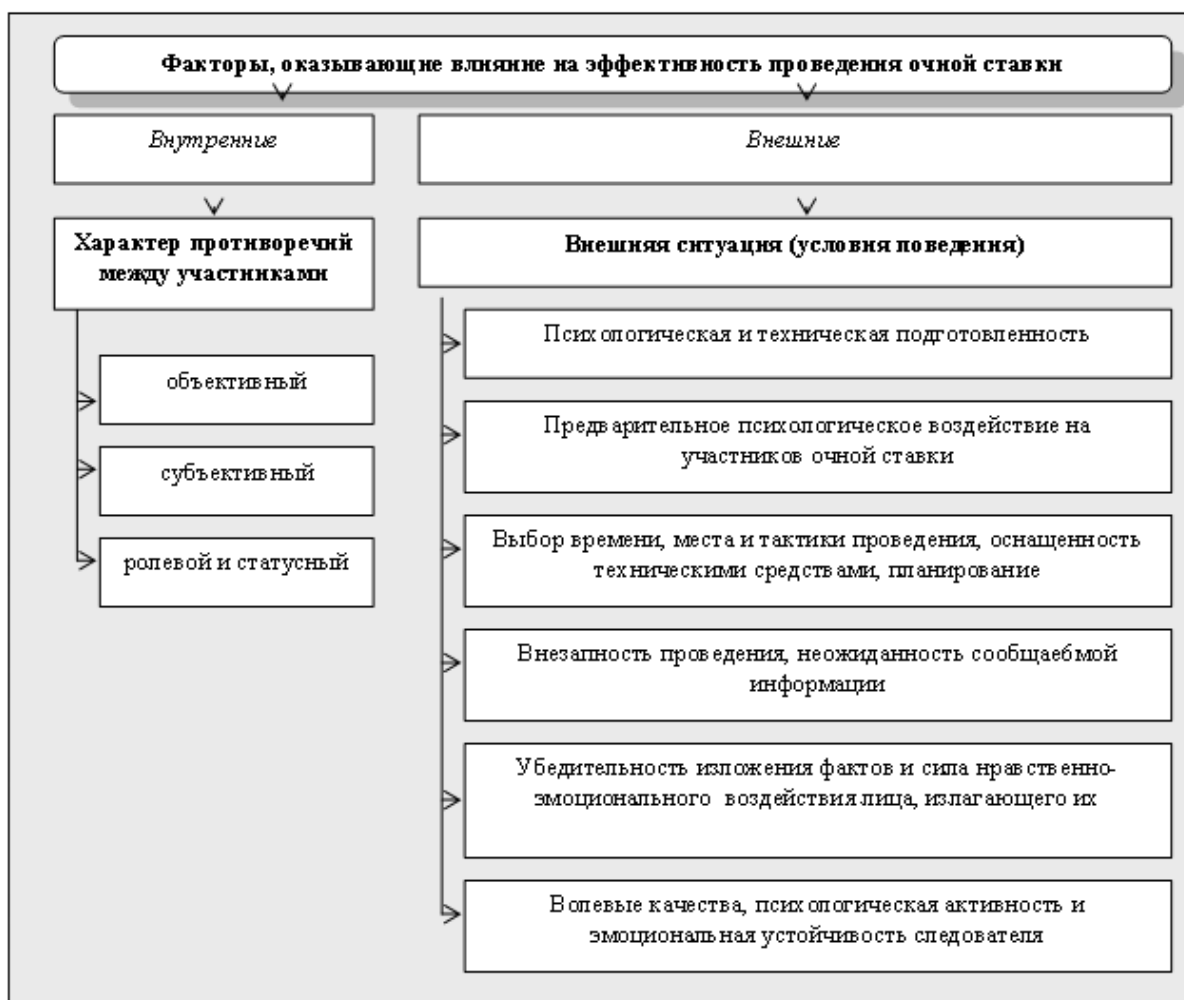 Факторы, оказывающие влияние на эффективность проведения очной ставки
Внутренние
Внешние
Характер противоречий
между участниками
Внешняя ситуация (условия поведения)
объективный
субъективный
ролевой и статусный
Психологическая и техническая подготовленность
Предварительное психологическое воздействие на
участников очной ставки
Выбор времени, места и тактики проведения, оснащенность
техническими средствами, планирование
Внезапность проведения, неожиданность сообщаебмой
информации
Убедительность изложения фактов и сила нравственно-
эмоционального воздействия лица, излагающего их
Волевые качества, психологическая активность и
эмоциональная устойчивость следователя